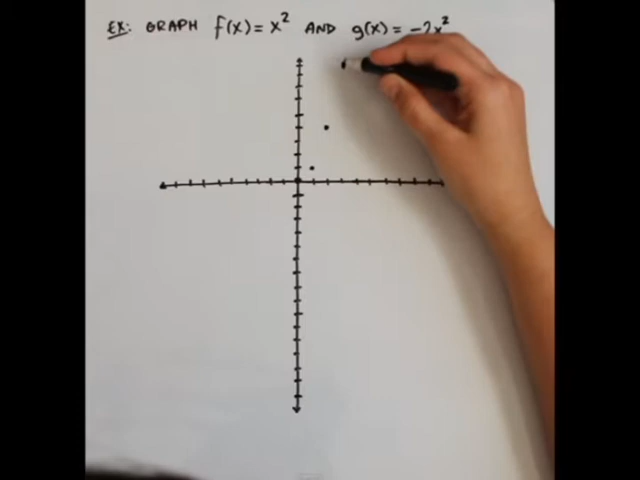 EX: GRAPH f(x) = x² AND g(x) = -2x²